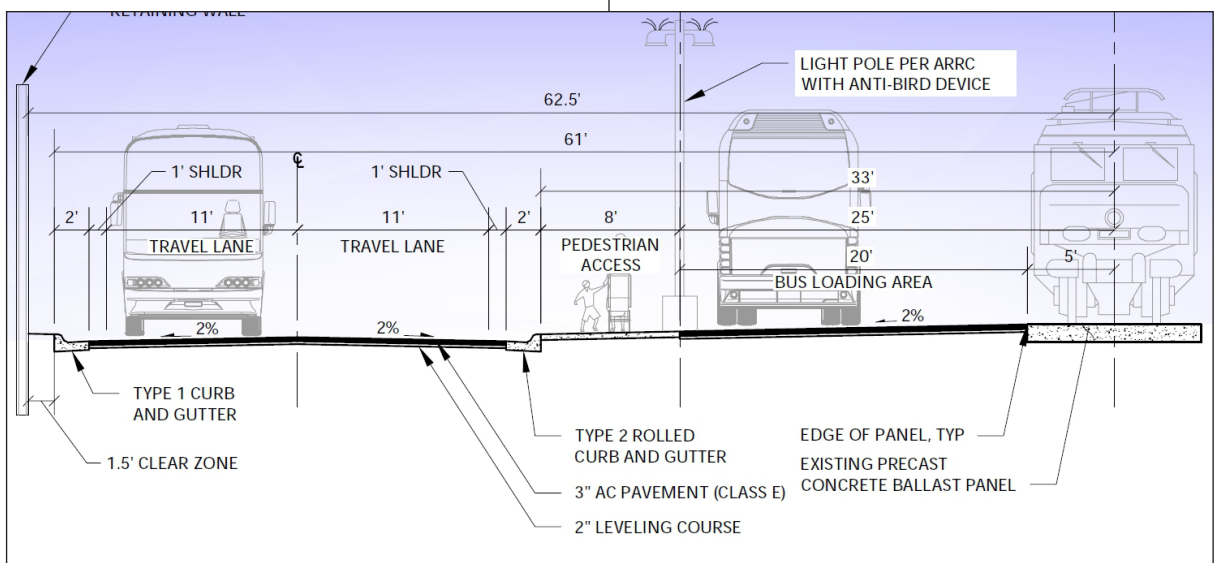 RETAINING WALL
LIGHT POLE PER ARRC
WITH ANTI-BIRD DEVICE
62.5'
61'
℄
1' SHLDR
1' SHLDR
33'
2'
11'
11'
2'
8'
25'
TRAVEL LANE
TRAVEL LANE
PEDESTRIAN
ACCESS
20'
5'
BUS LOADING AREA
2%
2%
2%
TYPE 1 CURB
AND GUTTER
1.5' CLEAR ZONE
TYPE 2 ROLLED
CURB AND GUTTER
3" AC PAVEMENT (CLASS E)
2" LEVELING COURSE
EDGE OF PANEL, TYP
EXISTING PRECAST
CONCRETE BALLAST PANEL